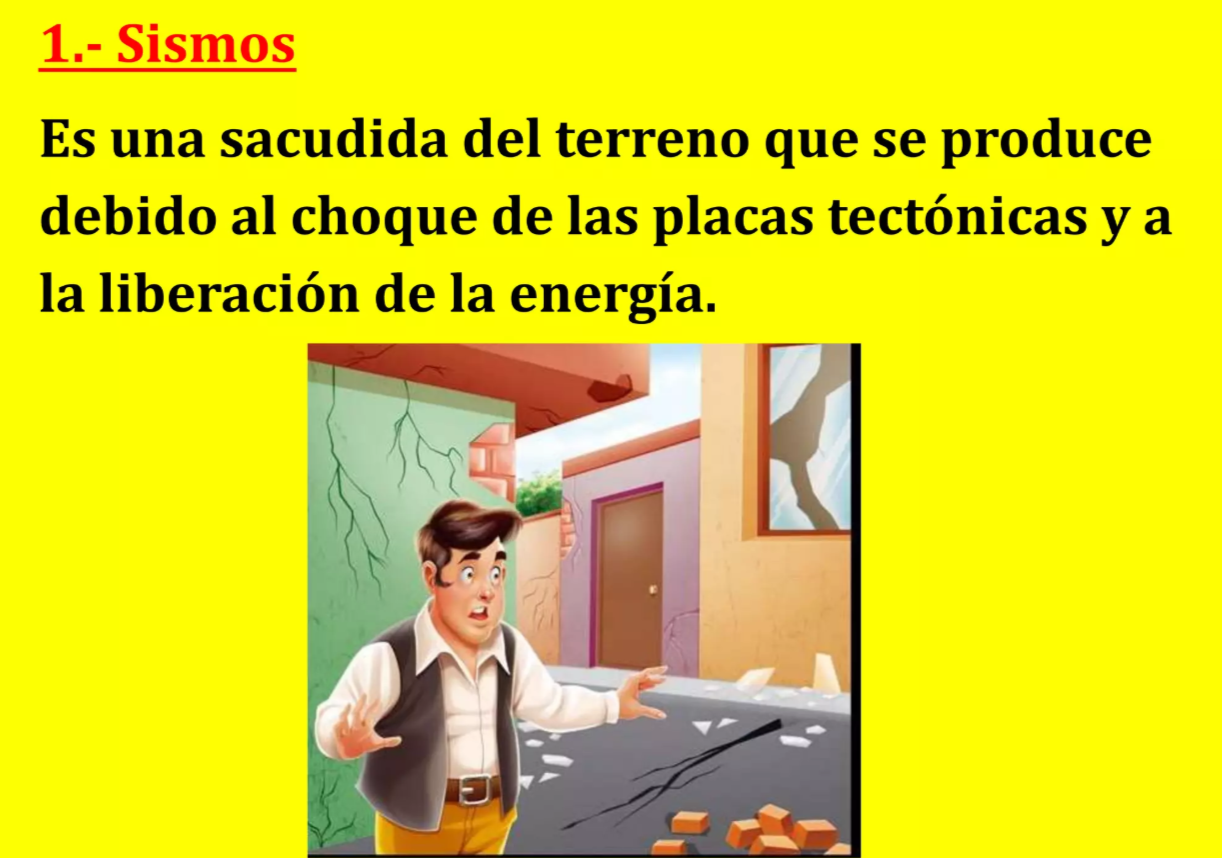 1.- Sismos
Es una sacudida del terreno que se produce
debido al choque de las placas tectónicas y a
la liberación de la energía.